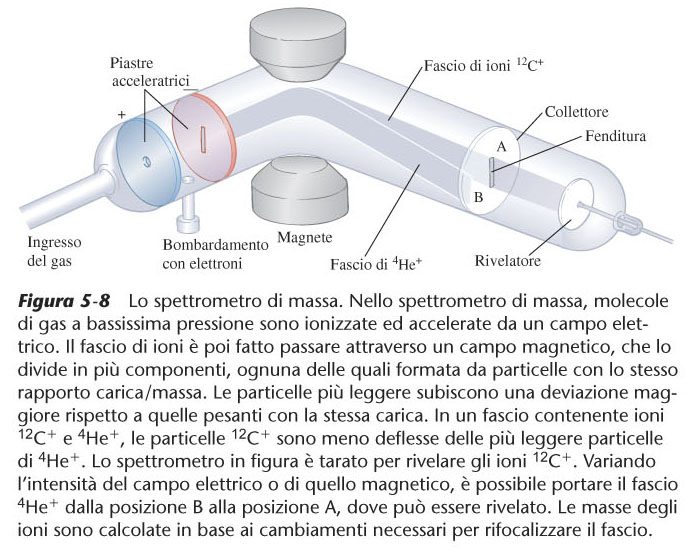 Piastre
acceleratrici
Fascio di ioni ¹²C⁺
Collettore
Fenditura
+
−
A
B
Ingresso
del gas
Bombardamento
con elettroni
Magnete
Fascio di ⁴He⁺
Rivelatore
Figura 5-8 Lo spettrometro di massa. Nello spettrometro di massa, molecole
di gas a bassissima pressione sono ionizzate ed accelerate da un campo elet-
trico. Il fascio di ioni è poi fatto passare attraverso un campo magnetico, che lo
divide in più componenti, ognuna delle quali formata da particelle con lo stesso
rapporto carica/massa. Le particelle più leggere subiscono una deviazione mag-
giore rispetto a quelle pesanti con la stessa carica. In un fascio contenente ioni
¹²C⁺ e ⁴He⁺, le particelle ¹²C⁺ sono meno deflesse delle più leggere particelle
di ⁴He⁺. Lo spettrometro in figura è tarato per rivelare gli ioni ¹²C⁺. Variando
l'intensità del campo elettrico o di quello magnetico, è possibile portare il fascio
⁴He⁺ dalla posizione B alla posizione A, dove può essere rivelato. Le masse degli
ioni sono calcolate in base ai cambiamenti necessari per rifocalizzare il fascio.